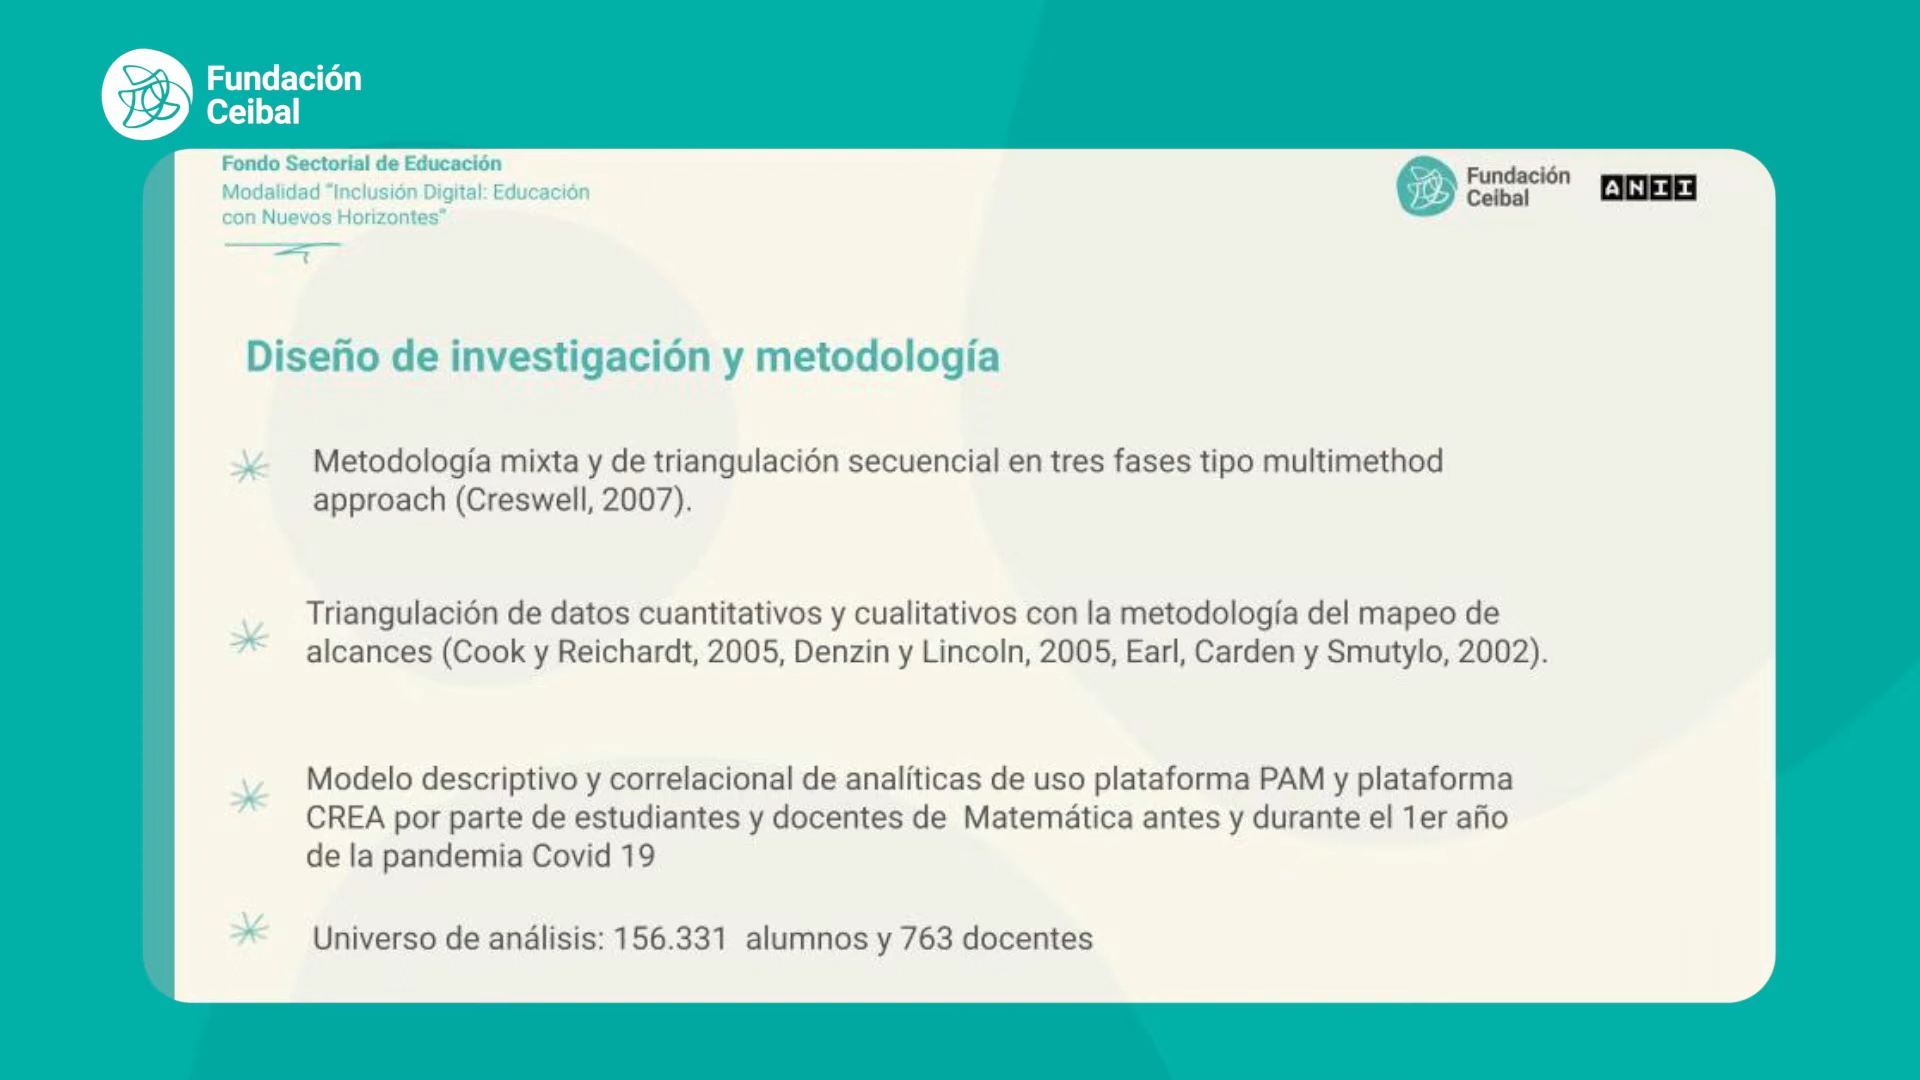 Fundación
Ceibal
Fondo Sectorial de Educación
Modalidad "Inclusión Digital: Educación
con Nuevos Horizontes"
Fundación
Ceibal
ANII
Diseño de investigación y metodología
Metodología mixta y de triangulación secuencial en tres fases tipo multimethod
approach (Creswell, 2007).
Triangulación de datos cuantitativos y cualitativos con la metodología del mapeo de
alcances (Cook y Reichardt, 2005, Denzin y Lincoln, 2005, Earl, Carden y Smutylo, 2002).
Modelo descriptivo y correlacional de analíticas de uso plataforma PAM y plataforma
CREA por parte de estudiantes y docentes de  Matemática antes y durante el 1er año
de la pandemia Covid 19
Universo de análisis: 156.331  alumnos y 763 docentes